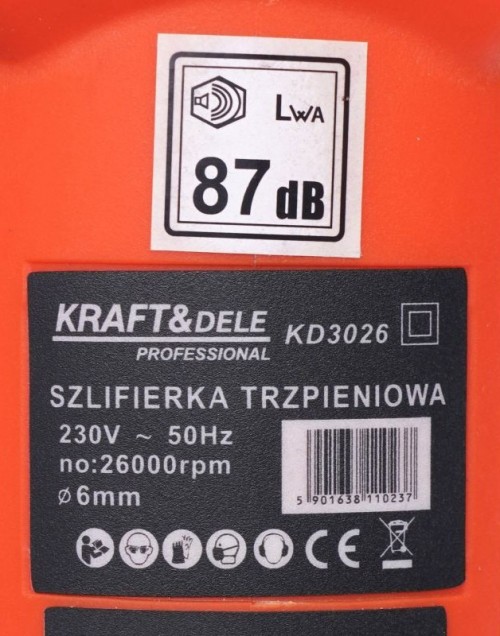 LWA
87 dB
KRAFT&DELE
PROFESSIONAL
KD3026
SZLIFIERKA TRZPIENIOWA
230V ~ 50Hz
no:26000rpm
ø6mm
5 901638 110237
CE